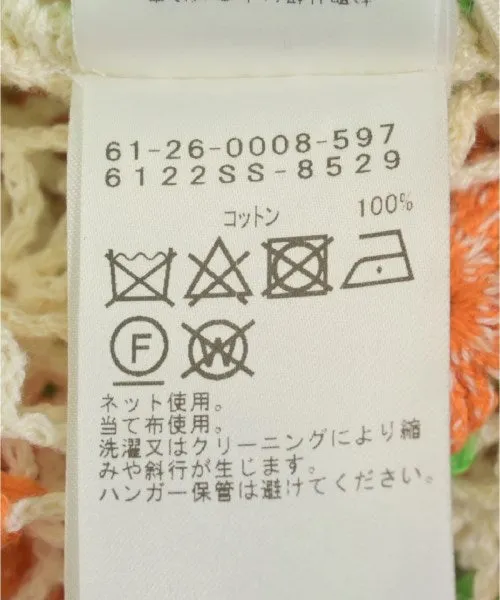 61-26-0008-597
6122SS-8529
コットン 100%
F
W
ネット使用。
当て布使用。
洗濯又はクリーニングにより縮
みや斜行が生じます。
ハンガー保管は避けてください。